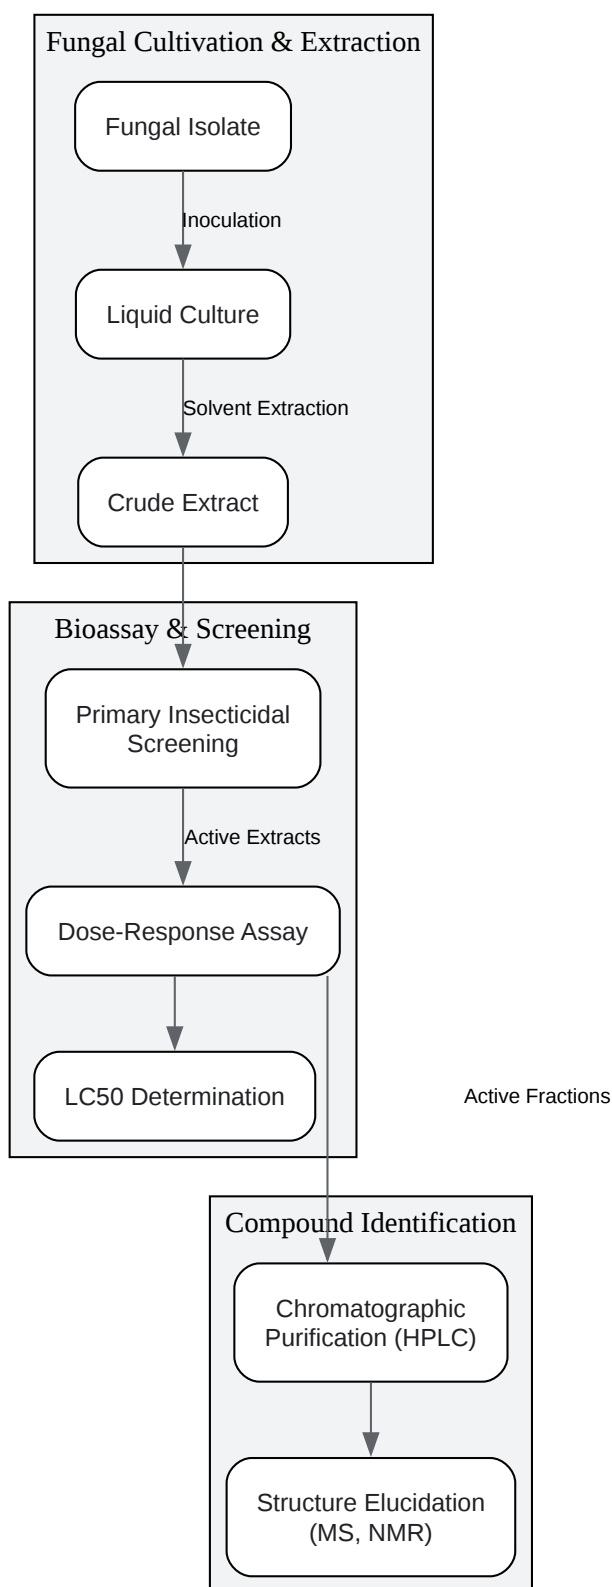 Fungal Cultivation & Extraction
Fungal Isolate
Inoculation
Liquid Culture
Solvent Extraction
Crude Extract
Bioassay & Screening
Primary Insecticidal
Screening
Active Extracts
Dose-Response Assay
LC50 Determination
Active Fractions
Compound Identification
Chromatographic
Purification (HPLC)
Structure Elucidation
(MS, NMR)